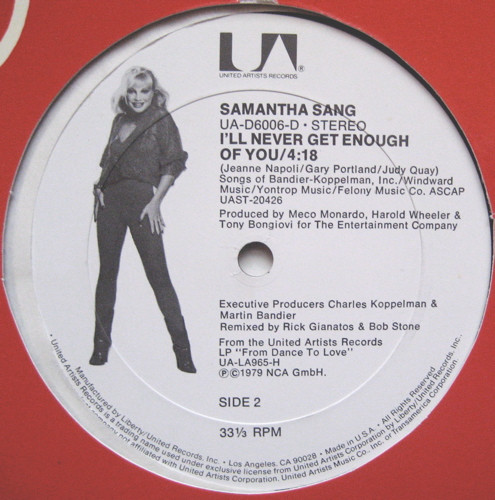 UA®
UNITED ARTISTS RECORDS
SAMANTHA SANG
UA-D6006-D • STEREO
I'LL NEVER GET ENOUGH
OF YOU/4:18
(Jeanne Napoli/Gary Portland/Judy Quay)
Songs of Bandier-Koppelman, Inc./Windward
Music/Yontrop Music/Felony Music Co. ASCAP
UAST-20426
Produced by Meco Monardo, Harold Wheeler &
Tony Bongiovi for The Entertainment Company
Executive Producers Charles Koppelman &
Martin Bandier
Remixed by Rick Gianatos & Bob Stone
From the United Artists Records
LP "From Dance To Love"
UA-LA965-H
℗©1979 NCA GmbH.
SIDE 2
33⅓ RPM
Manufactured by Liberty/United Records, Inc. • Los Angeles, CA 90028 • Made in U.S.A. • All Rights Reserved
• United Artists Records is a trading name used under exclusive license from United Artists Corporation by Liberty/United Records, Inc.,
a company not affiliated with United Artists Corporation, United Artists Music Co., Inc. or Transamerica Corporation.